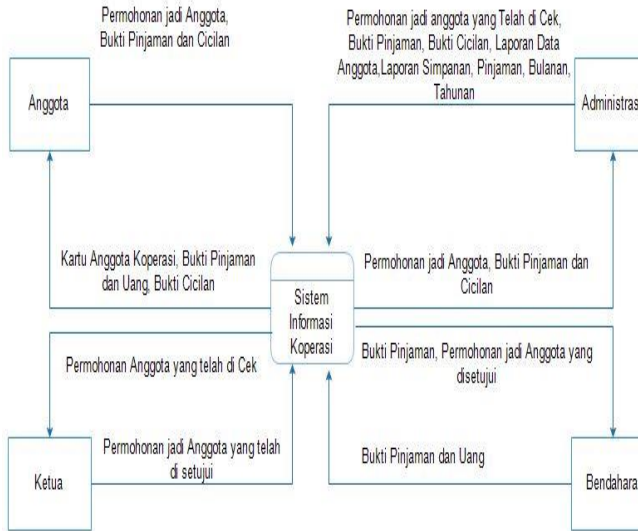 Permohonan jadi Anggota,
Bukti Pinjaman dan Cicilan
Permohonan jadi anggota yang Telah di Cek,
Bukti Pinjaman, Bukti Cicilan, Laporan Data
Anggota,Laporan Simpanan, Pinjaman, Bulanan,
Tahunan
Anggota
Administras
Kartu Anggota Koperasi, Bukti Pinjaman
dan Uang, Bukti Cicilan
Permohonan jadi Anggota, Bukti Pinjaman dan
Cicilan
Sistem
Informasi
Koperasi
Permohonan Anggota yang telah di Cek
Bukti Pinjaman, Permohonan jadi Anggota yang
disetujui
Permohonan jadi Anggota yang telah
di setujui
Bukti Pinjaman dan Uang
Ketua
Bendahara